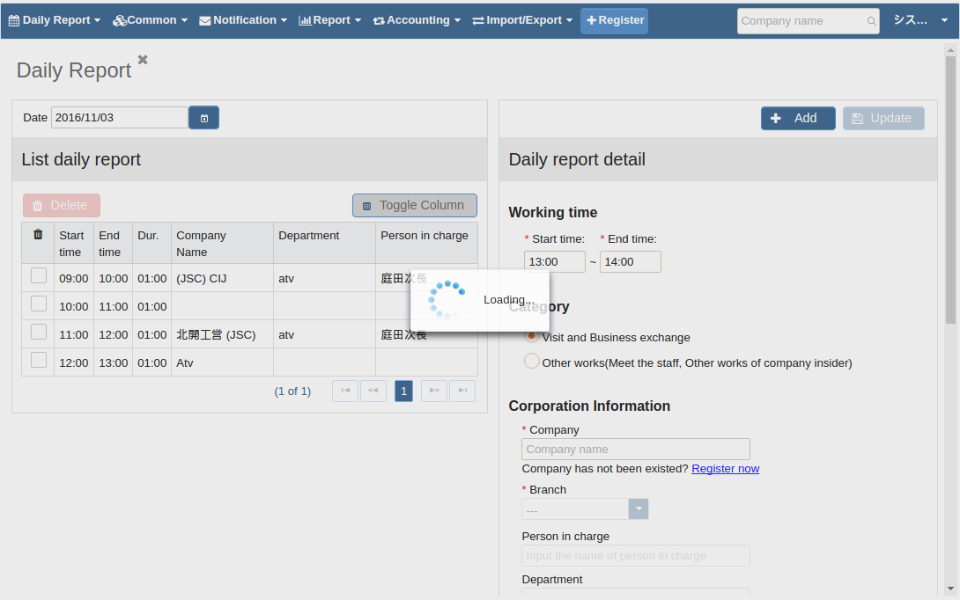 Daily Report Common Notification Report Accounting Import/Export Register Company name シス...
Daily Report
Date 2016/11/03
Add Update
List daily report
Daily report detail
Delete Toggle Column
Start time End time Dur. Company Name Department Person in charge
09:00 10:00 01:00 (JSC) CIJ atv 庭田次長
10:00 11:00 01:00
11:00 12:00 01:00 北開工営 (JSC) atv 庭田次長
12:00 13:00 01:00 Atv
(1 of 1) 1
Loading...
Working time
* Start time: * End time:
13:00 ~ 14:00
Category
Visit and Business exchange
Other works(Meet the staff, Other works of company insider)
Corporation Information
* Company
Company name
Company has not been existed? Register now
* Branch
---
Person in charge
Input the name of person in charge
Department